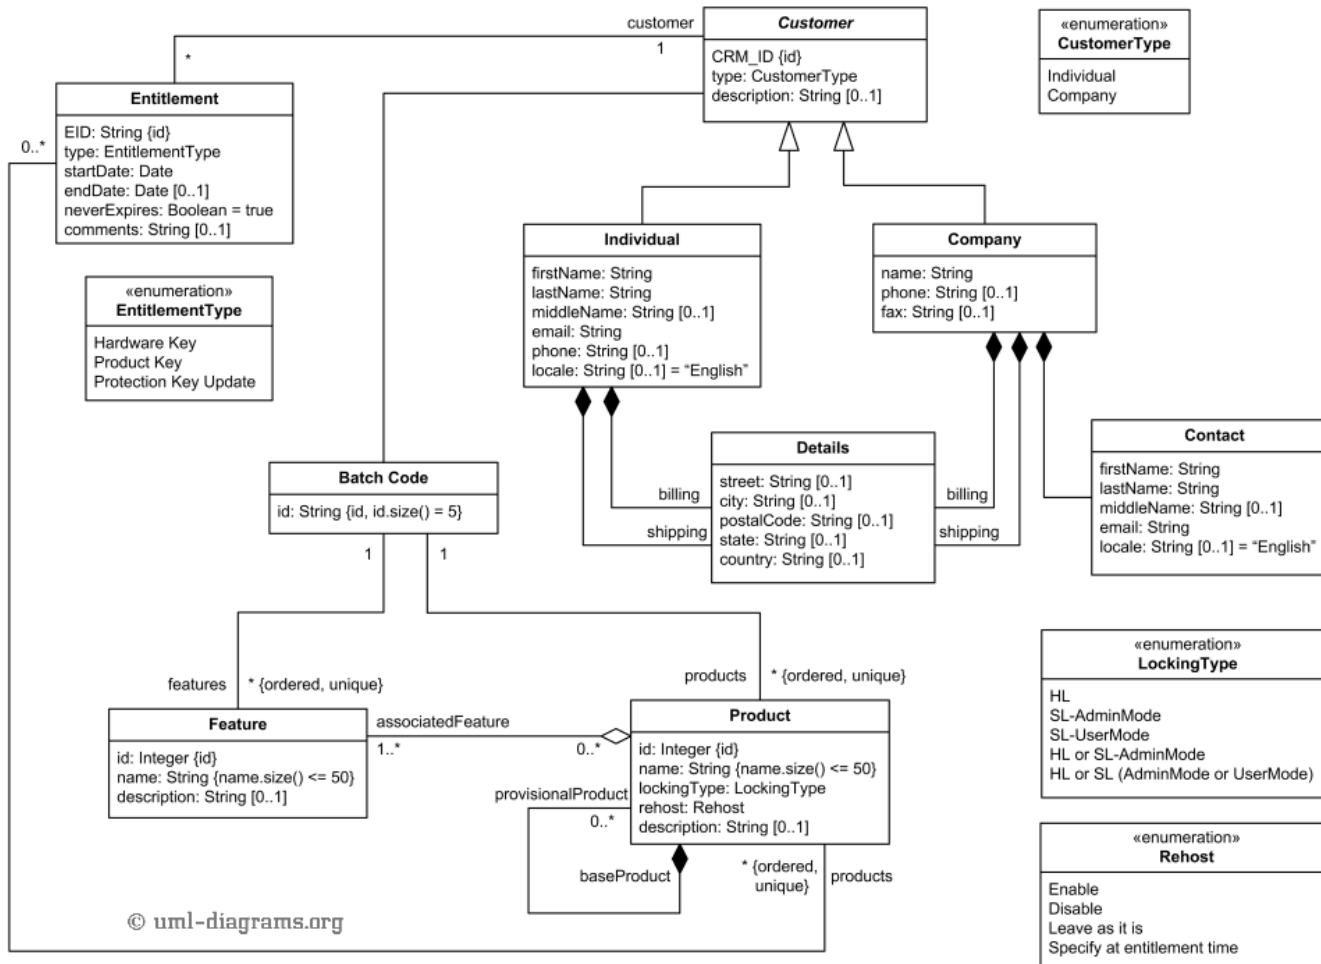 customer
1
*
Customer
CRM_ID {id}
type: CustomerType
description: String [0..1]
«enumeration»
CustomerType
Individual
Company
Entitlement
EID: String {id}
type: EntitlementType
startDate: Date
endDate: Date [0..1]
neverExpires: Boolean = true
comments: String [0..1]
0..*
«enumeration»
EntitlementType
Hardware Key
Product Key
Protection Key Update
Individual
firstName: String
lastName: String
middleName: String [0..1]
email: String
phone: String [0..1]
locale: String [0..1] = “English”
Company
name: String
phone: String [0..1]
fax: String [0..1]
Details
street: String [0..1]
city: String [0..1]
postalCode: String [0..1]
state: String [0..1]
country: String [0..1]
billing
shipping
billing
shipping
Contact
firstName: String
lastName: String
middleName: String [0..1]
email: String
locale: String [0..1] = “English”
Batch Code
id: String {id, id.size() = 5}
1
1
features
* {ordered, unique}
products
* {ordered, unique}
Feature
id: Integer {id}
name: String {name.size() <= 50}
description: String [0..1]
associatedFeature
1..*
0..*
Product
id: Integer {id}
name: String {name.size() <= 50}
lockingType: LockingType
rehost: Rehost
description: String [0..1]
provisionalProduct
0..*
baseProduct
* {ordered,
unique}
products
«enumeration»
LockingType
HL
SL-AdminMode
SL-UserMode
HL or SL-AdminMode
HL or SL (AdminMode or UserMode)
«enumeration»
Rehost
Enable
Disable
Leave as it is
Specify at entitlement time
© uml-diagrams.org